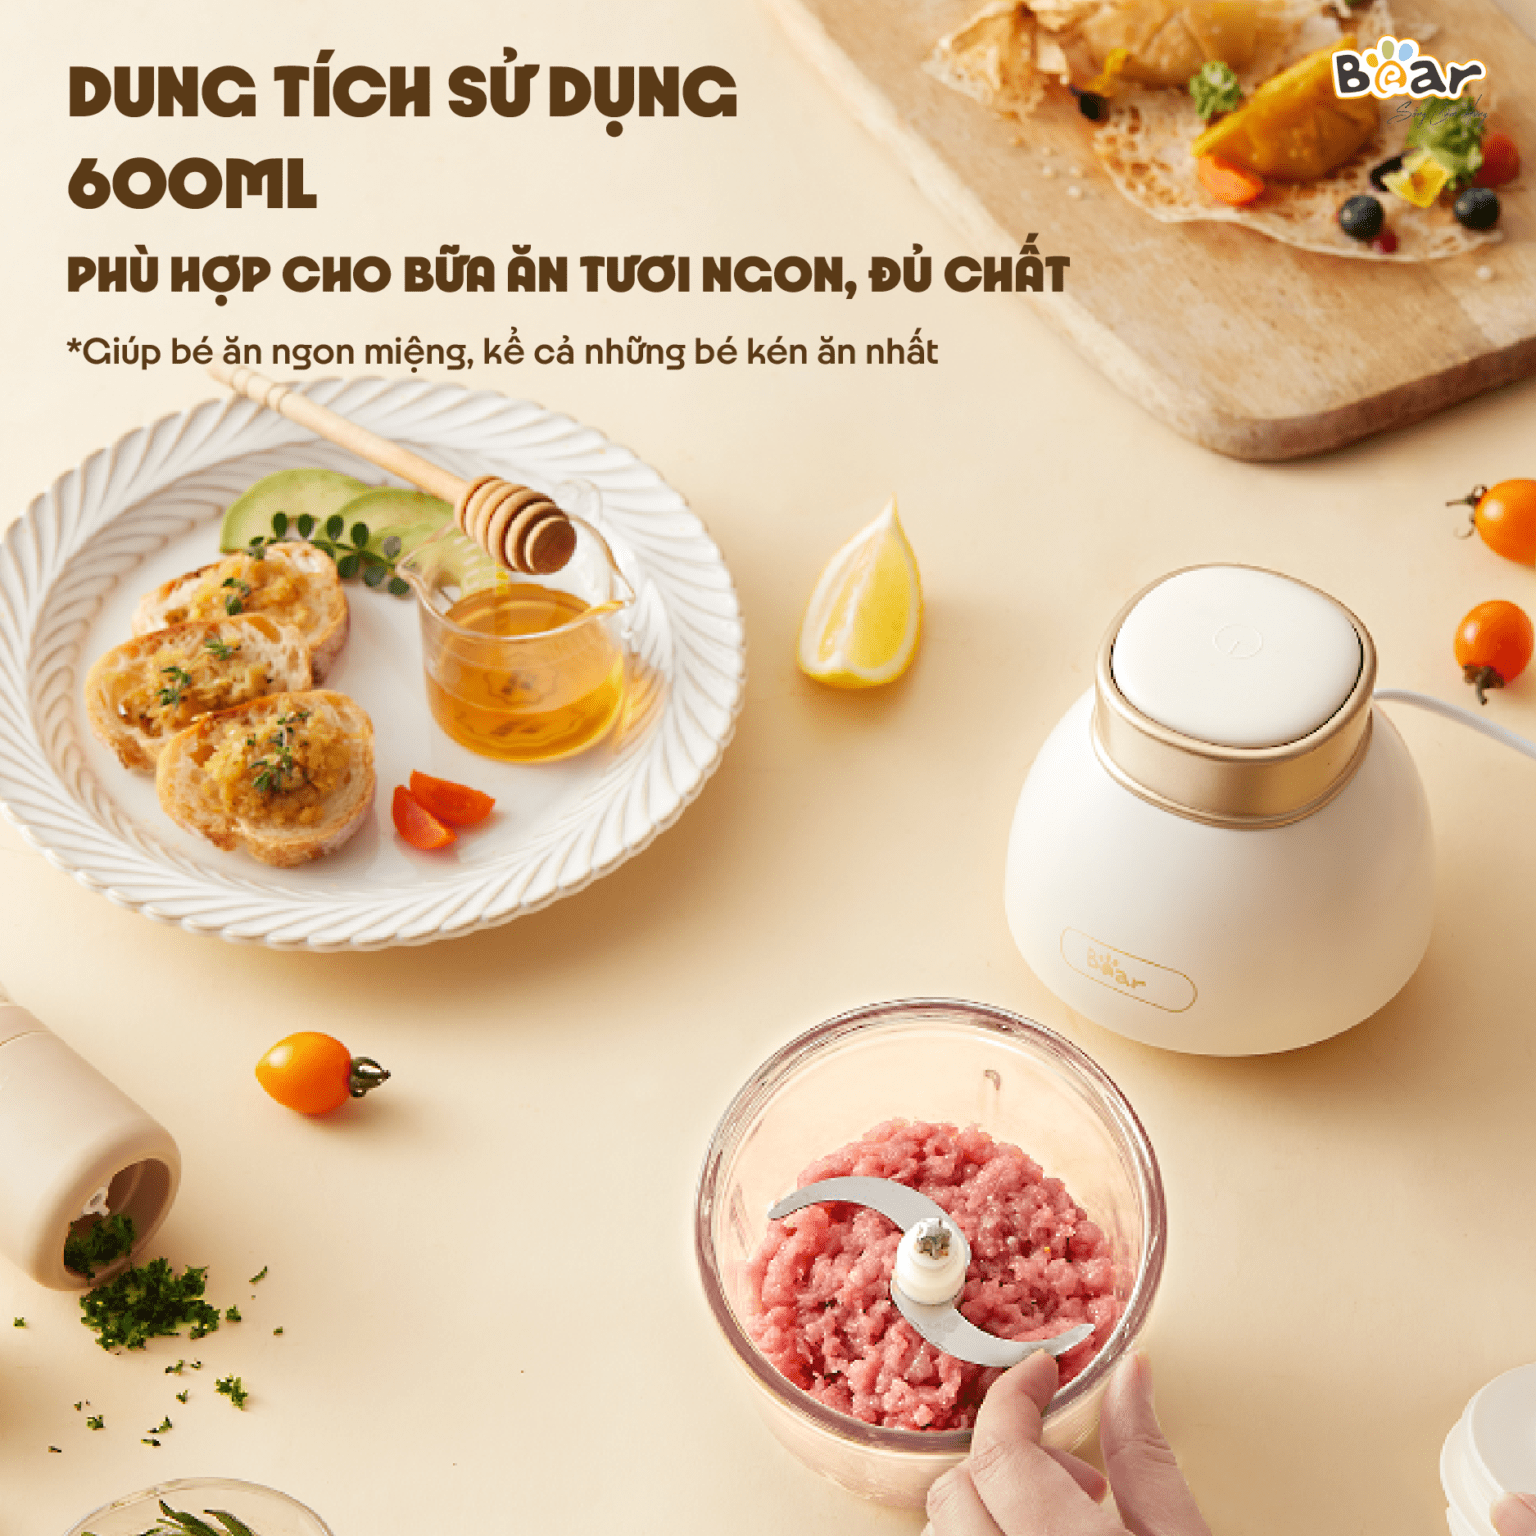 Bear
DUNG TÍCH SỬ DỤNG
600ML
PHÙ HỢP CHO BỮA ĂN TƯƠI NGON, ĐỦ CHẤT
*Giúp bé ăn ngon miệng, kể cả những bé kén ăn nhất
Bear